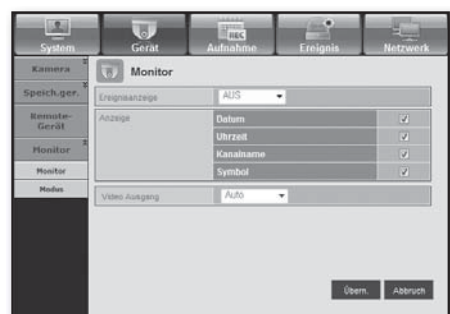 System Gerät Aufnahme Ereignis Netzwerk
Kamera
Speich.ger.
Remote-
Gerät
Monitor
Monitor
Modus
Monitor
Ereignisanzeige AUS
Anzeige Datum
Uhrzeit
Kanalname
Symbol
Video Ausgang Auto
Übern. Abbruch